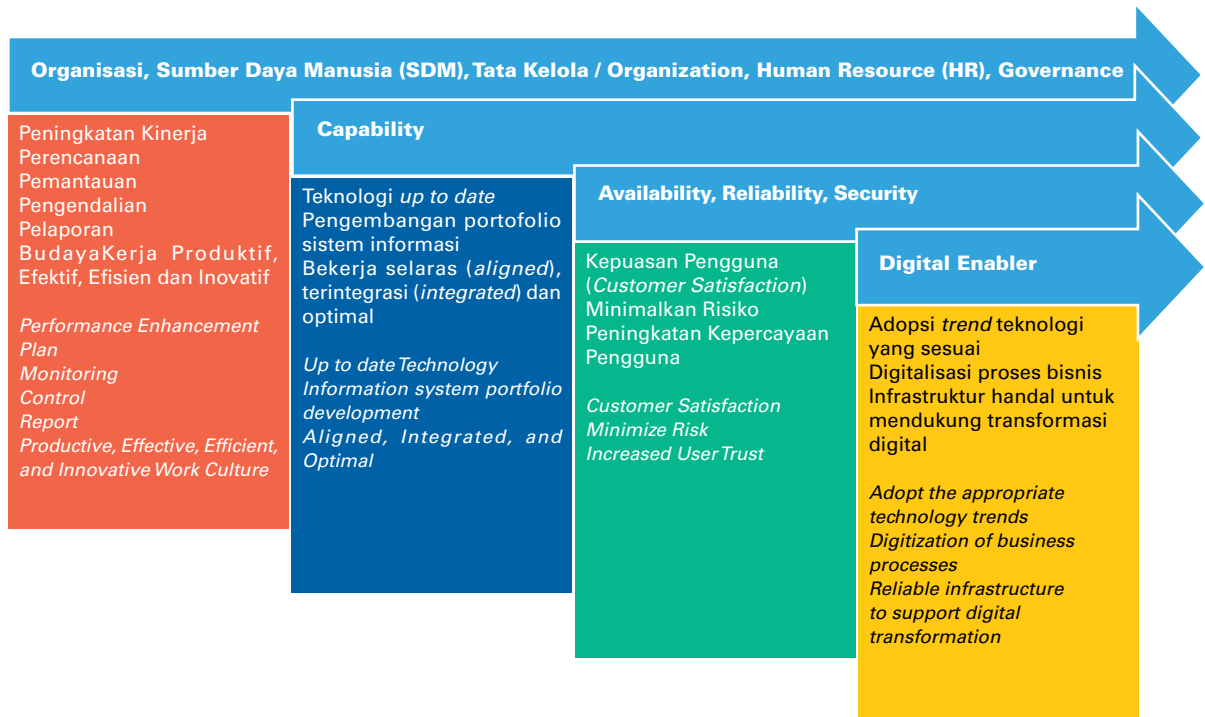 Organisasi, Sumber Daya Manusia (SDM), Tata Kelola / Organization, Human Resource (HR), Governance
Peningkatan Kinerja
Perencanaan
Pemantauan
Pengendalian
Pelaporan
BudayaKerja Produktif,
Efektif, Efisien dan Inovatif
Performance Enhancement
Plan
Monitoring
Control
Report
Productive, Effective, Efficient,
and Innovative Work Culture
Capability
Teknologi up to date
Pengembangan portofolio
sistem informasi
Bekerja selaras (aligned),
terintegrasi (integrated) dan
optimal
Up to date Technology
Information system portfolio
development
Aligned, Integrated, and
Optimal
Availability, Reliability, Security
Kepuasan Pengguna
(Customer Satisfaction)
Minimalkan Risiko
Peningkatan Kepercayaan
Pengguna
Customer Satisfaction
Minimize Risk
Increased User Trust
Digital Enabler
Adopsi trend teknologi
yang sesuai
Digitalisasi proses bisnis
Infrastruktur handal untuk
mendukung transformasi
digital
Adopt the appropriate
technology trends
Digitization of business
processes
Reliable infrastructure
to support digital
transformation